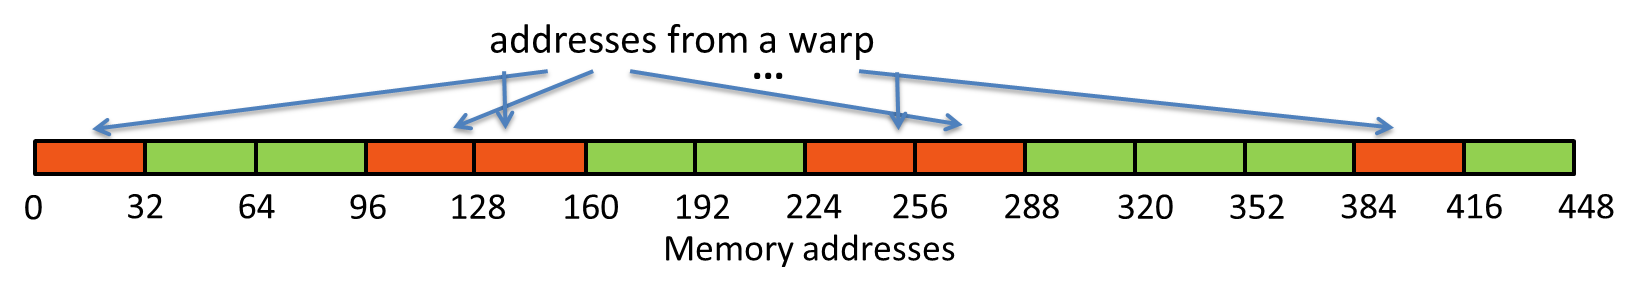 addresses from a warp
...
0 32 64 96 128 160 192 224 256 288 320 352 384 416 448
Memory addresses